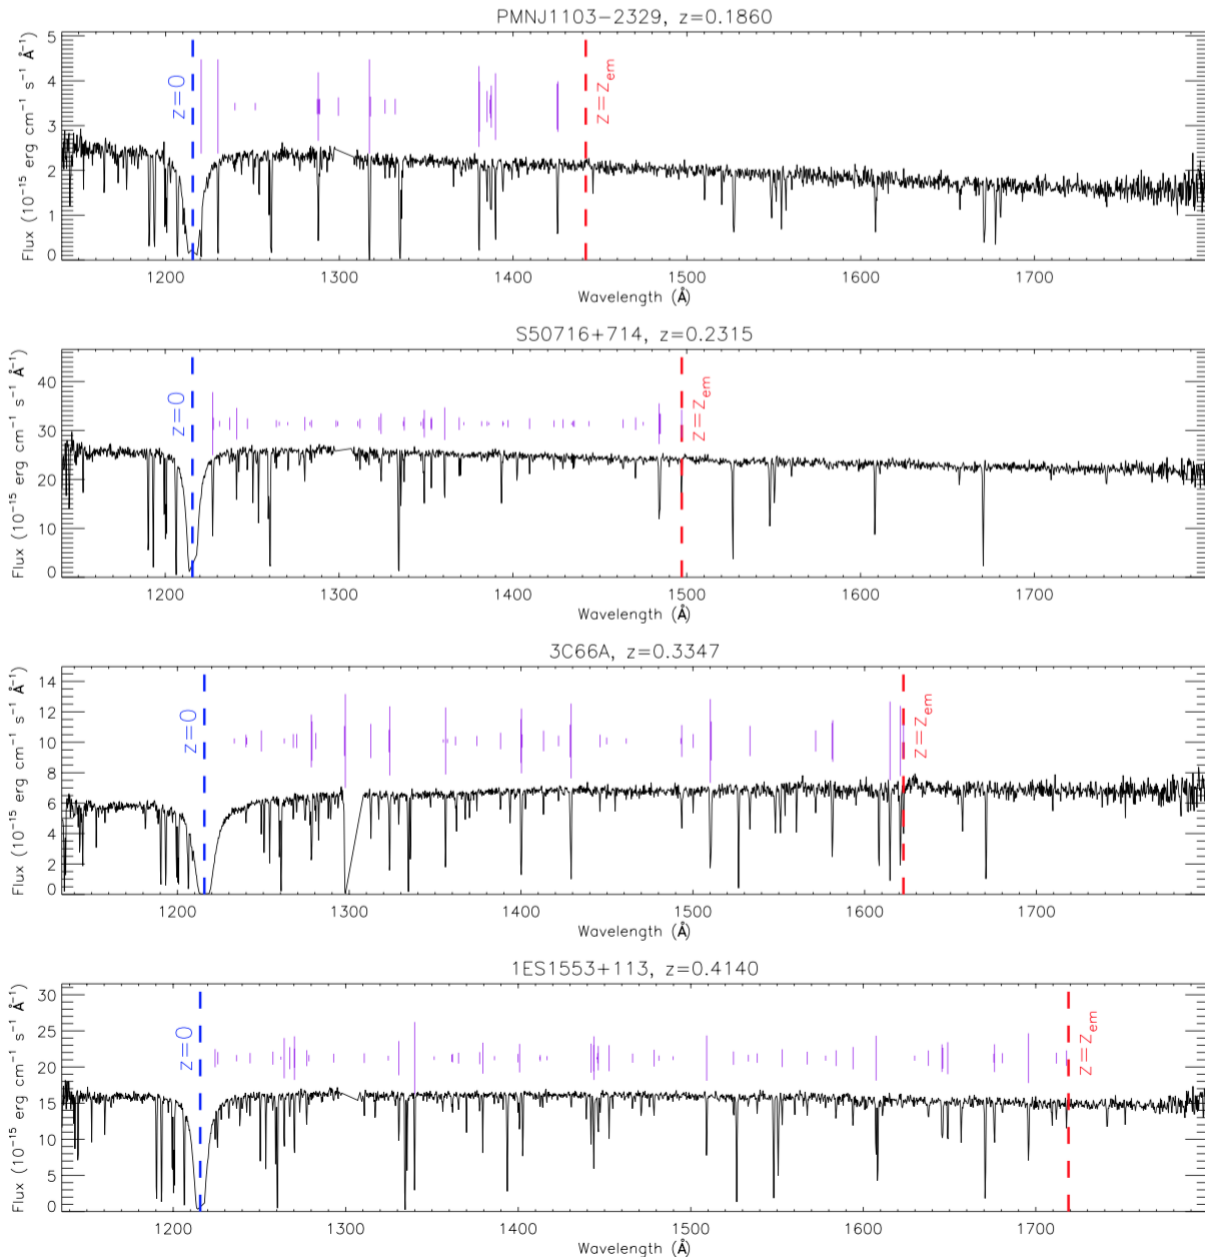 PMNJ1103−2329, z=0.1860
Flux (10⁻¹⁵ erg cm⁻¹ s⁻¹ Å⁻¹)
5
4
3
2
1
0
z=0
z=z_em
1200 1300 1400 1500 1600 1700
Wavelength (Å)
S50716+714, z=0.2315
Flux (10⁻¹⁵ erg cm⁻¹ s⁻¹ Å⁻¹)
40
30
20
10
0
z=0
z=z_em
1200 1300 1400 1500 1600 1700
Wavelength (Å)
3C66A, z=0.3347
Flux (10⁻¹⁵ erg cm⁻¹ s⁻¹ Å⁻¹)
14
12
10
8
6
4
2
0
z=0
z=z_em
1200 1300 1400 1500 1600 1700
Wavelength (Å)
1ES1553+113, z=0.4140
Flux (10⁻¹⁵ erg cm⁻¹ s⁻¹ Å⁻¹)
30
25
20
15
10
5
0
z=0
z=z_em
1200 1300 1400 1500 1600 1700
Wavelength (Å)